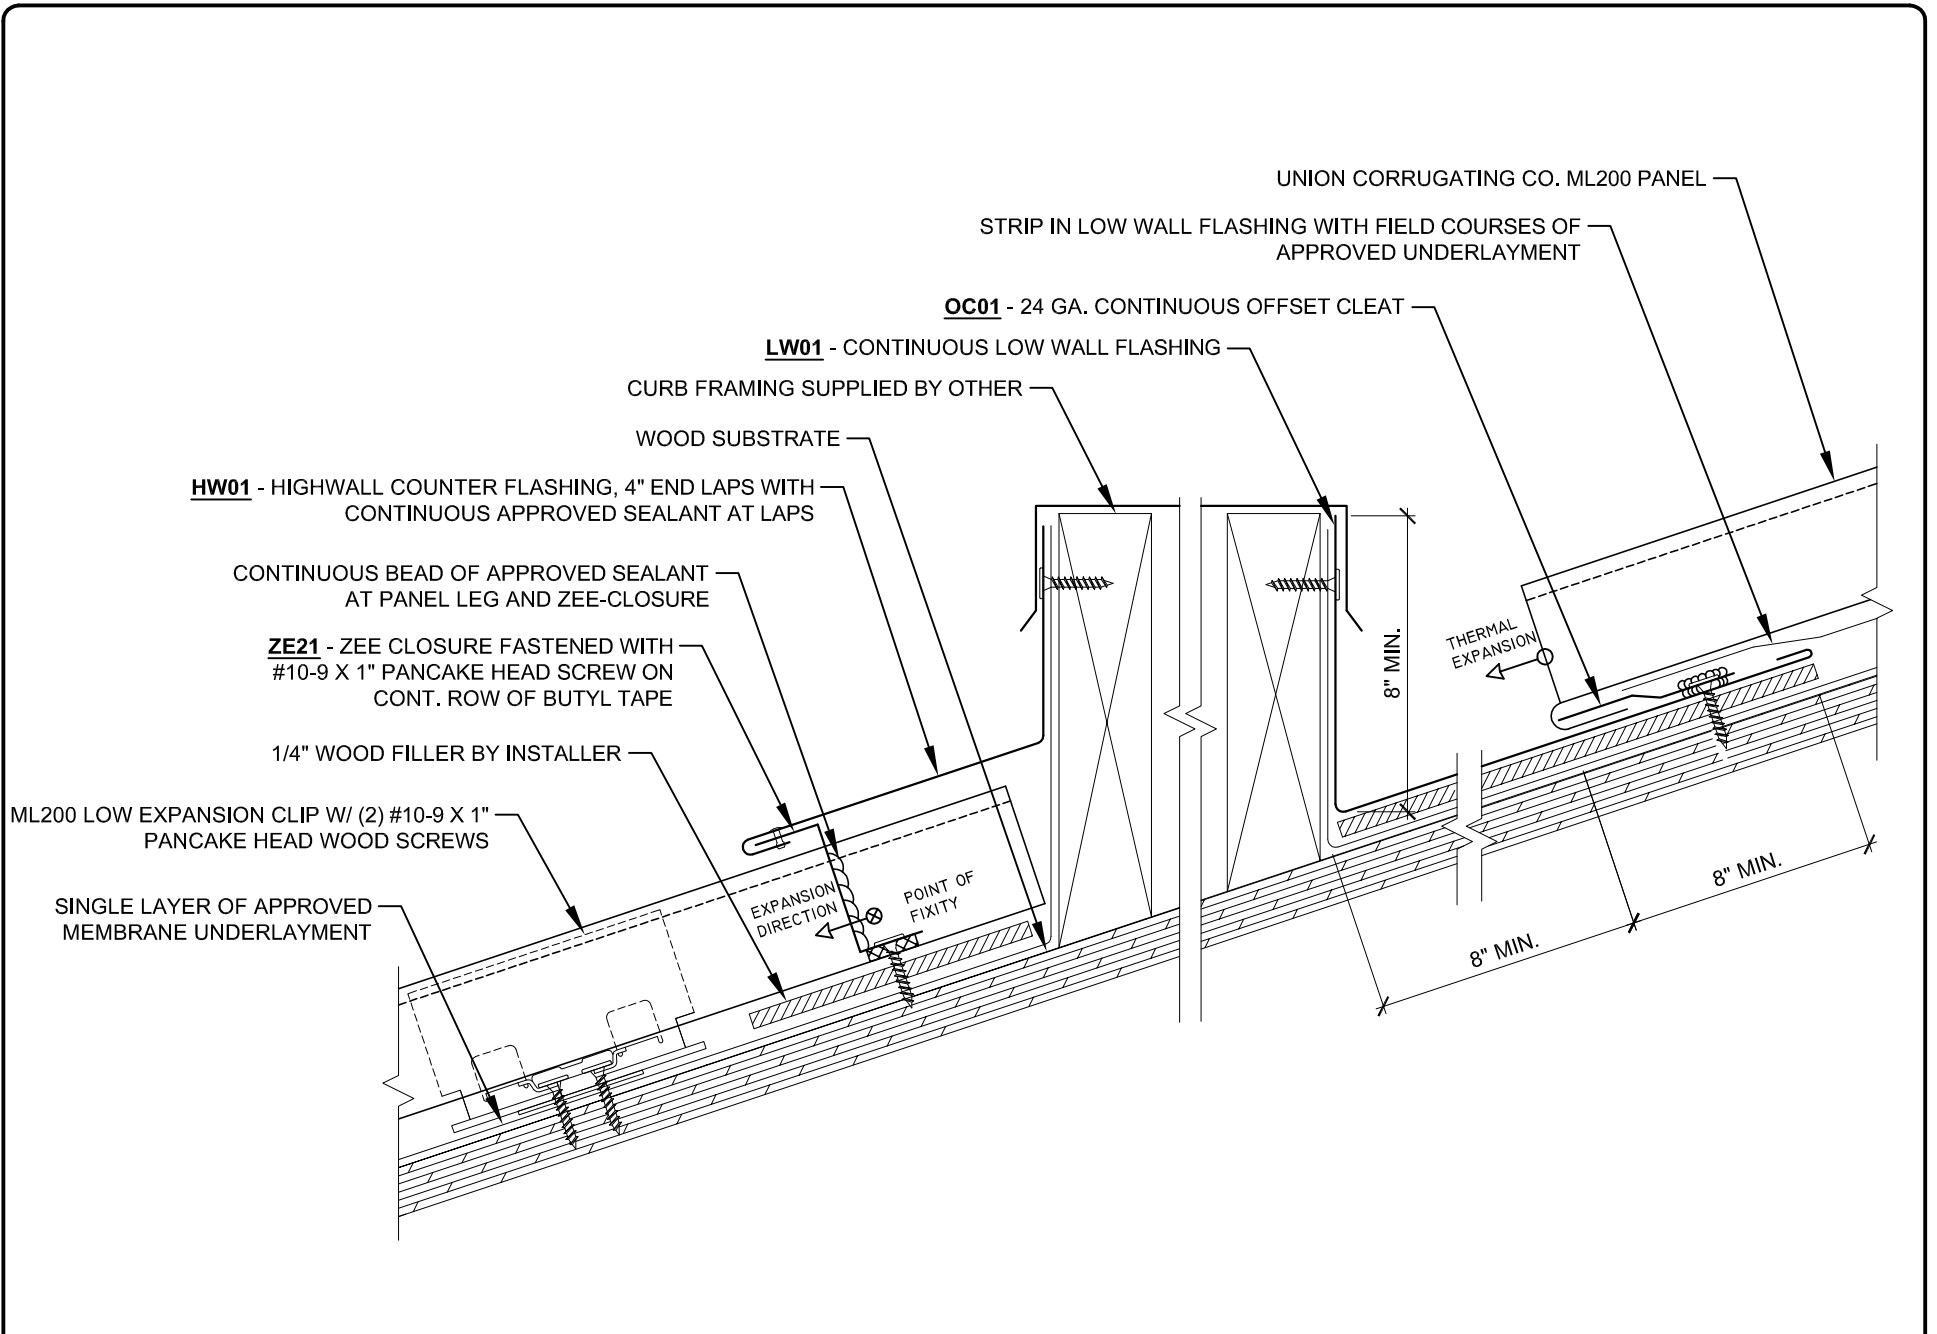 UNION CORRUGATING CO. ML200 PANEL
STRIP IN LOW WALL FLASHING WITH FIELD COURSES OF
APPROVED UNDERLAYMENT
OC01 - 24 GA. CONTINUOUS OFFSET CLEAT
LW01 - CONTINUOUS LOW WALL FLASHING
CURB FRAMING SUPPLIED BY OTHER
WOOD SUBSTRATE
HW01 - HIGHWALL COUNTER FLASHING, 4" END LAPS WITH
CONTINUOUS APPROVED SEALANT AT LAPS
CONTINUOUS BEAD OF APPROVED SEALANT
AT PANEL LEG AND ZEE-CLOSURE
ZE21 - ZEE CLOSURE FASTENED WITH
#10-9 X 1" PANCAKE HEAD SCREW ON
CONT. ROW OF BUTYL TAPE
1/4" WOOD FILLER BY INSTALLER
ML200 LOW EXPANSION CLIP W/ (2) #10-9 X 1"
PANCAKE HEAD WOOD SCREWS
SINGLE LAYER OF APPROVED
MEMBRANE UNDERLAYMENT
EXPANSION
DIRECTION
POINT OF
FIXITY
THERMAL
EXPANSION
8" MIN.
8" MIN.
8" MIN.